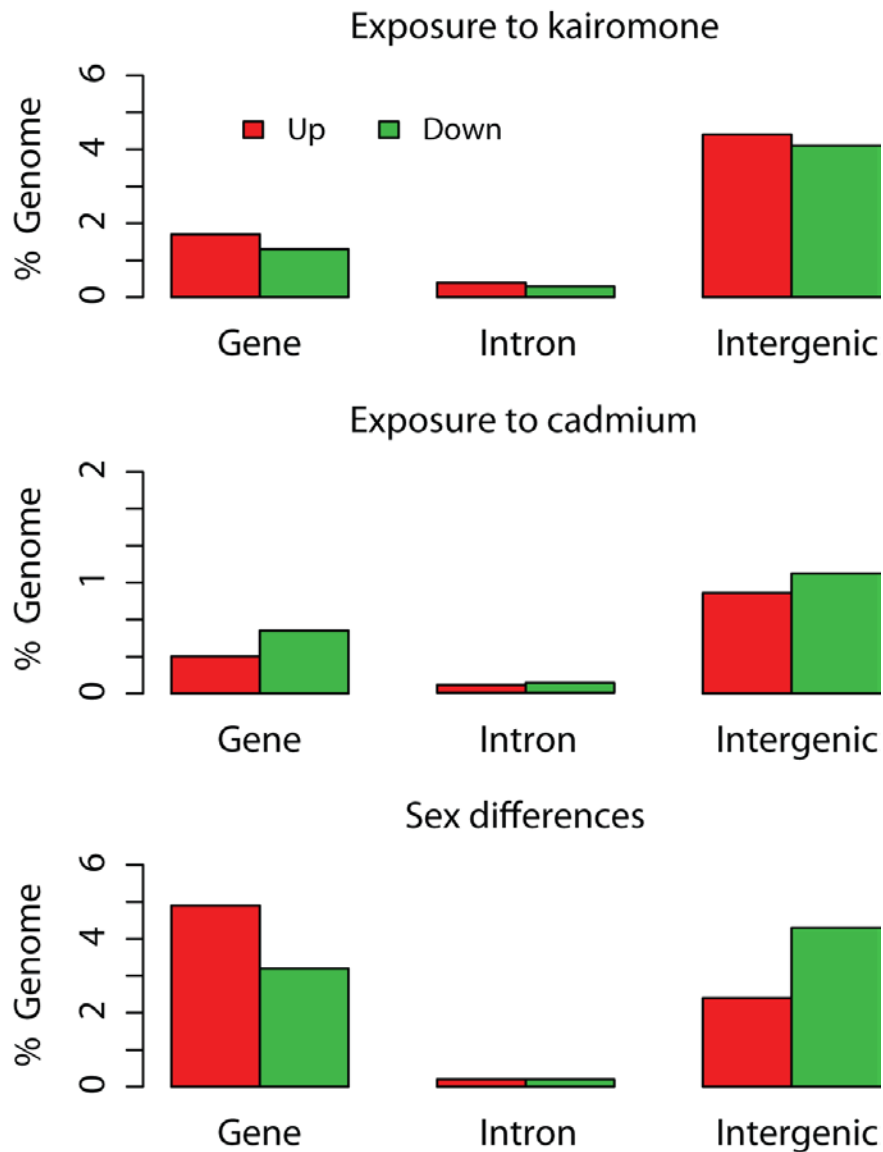 Exposure to kairomone
% Genome
6
4
2
0
Up Down
Gene Intron Intergenic
Exposure to cadmium
% Genome
2
1
0
Gene Intron Intergenic
Sex differences
% Genome
6
4
2
0
Gene Intron Intergenic